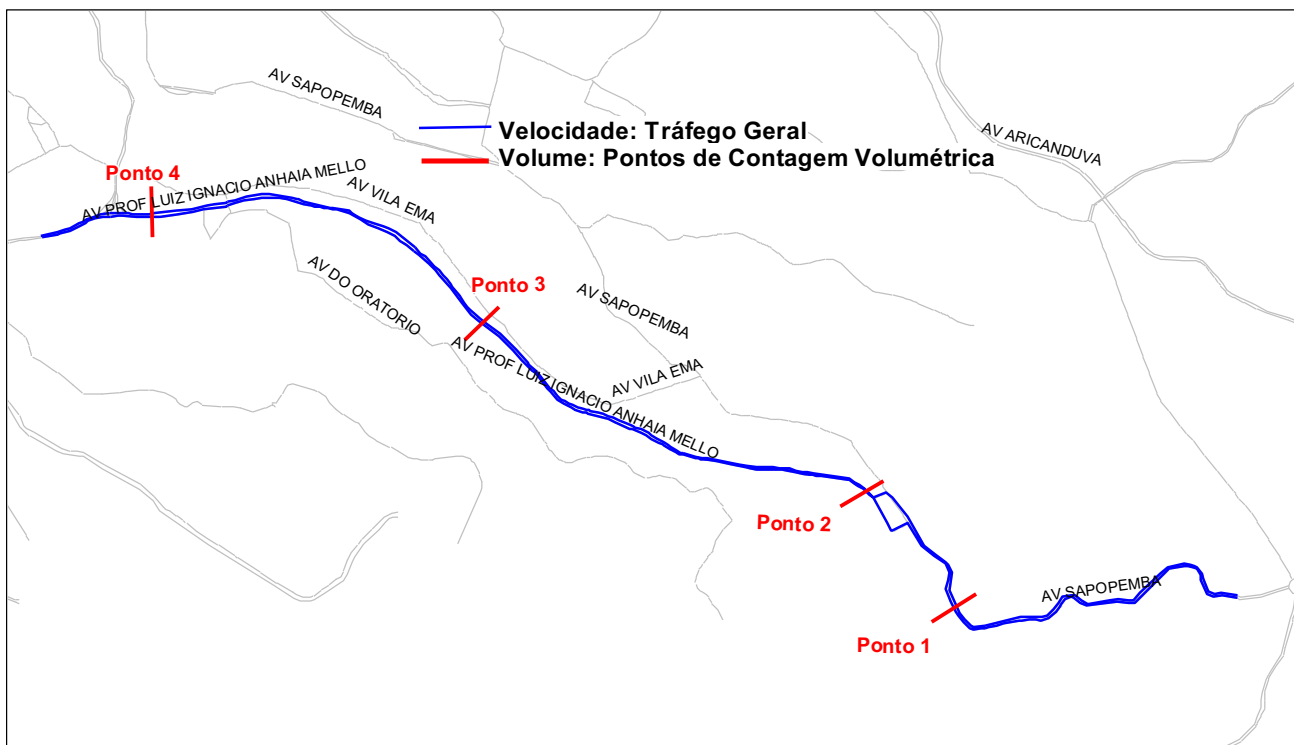 AV SAPOPEMBA
Velocidade: Tráfego Geral
AV ARICANDUVA
Volume: Pontos de Contagem Volumétrica
Ponto 4
AV PROF LUIZ IGNACIO ANHAIA MELLO
AV VILA EMA
AV DO ORATORIO
Ponto 3
AV SAPOPEMBA
AV PROF LUIZ IGNACIO ANHAIA MELLO
AV VILA EMA
Ponto 2
AV SAPOPEMBA
Ponto 1